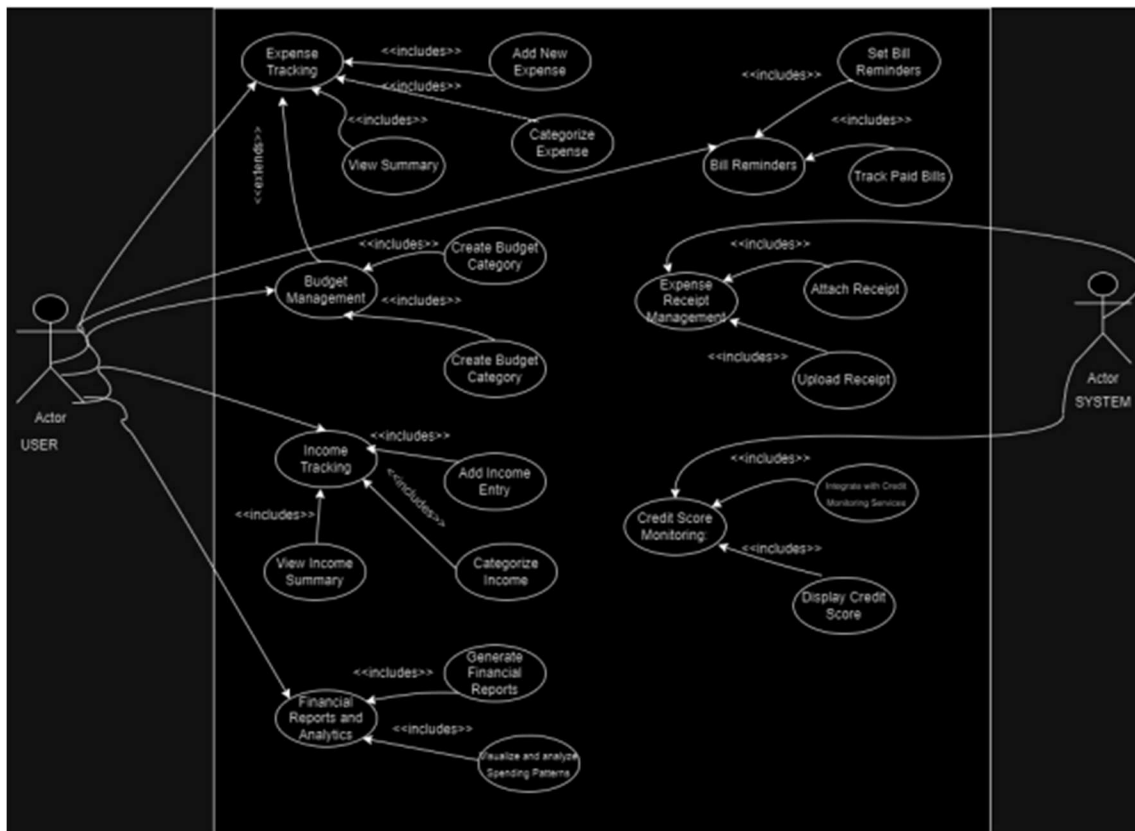 Expense
Tracking
<<includes>>
Add New
Expense
<<includes>>
<<includes>>
Categorize
Expense
View Summary
<<extends>>
Set Bill
Reminders
<<includes>>
<<includes>>
Bill Reminders
Track Paid Bills
<<includes>>
Create Budget
Category
Budget
Management
<<includes>>
Create Budget
Category
<<includes>>
Expense
Receipt
Management
Attach Receipt
<<includes>>
Upload Receipt
Actor
USER
Actor
SYSTEM
Income
Tracking
<<includes>>
Add Income
Entry
<<includes>>
<<includes>>
View Income
Summary
Categorize
Income
<<includes>>
Integrate with Credit
Monitoring Services
Credit Score
Monitoring:
<<includes>>
Display Credit
Score
<<includes>>
Generate
Financial
Reports
Financial
Reports and
Analytics
<<includes>>
Visualize and analyze
Spending Patterns